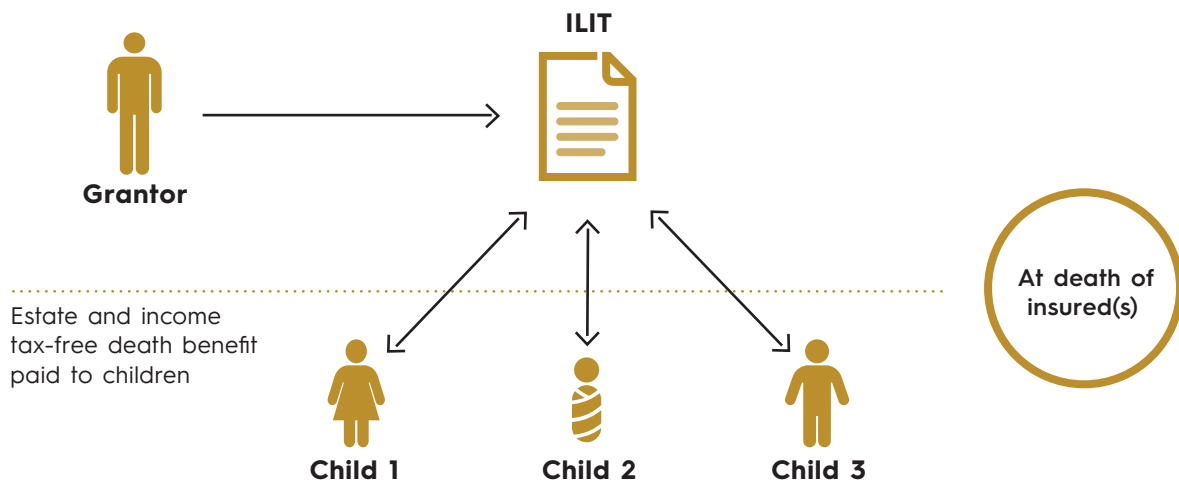 ILIT
Grantor
At death of
insured(s)
Estate and income
tax-free death benefit
paid to children
Child 1
Child 2
Child 3